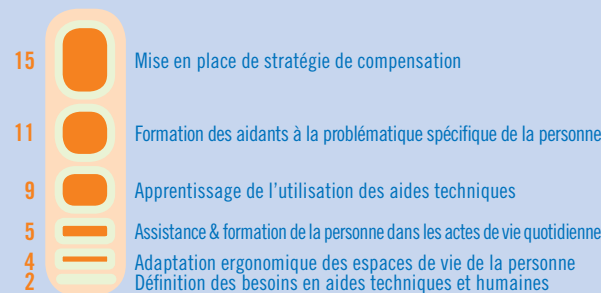 15 Mise en place de stratégie de compensation
11 Formation des aidants à la problématique spécifique de la personne
9 Apprentissage de l'utilisation des aides techniques
5 Assistance & formation de la personne dans les actes de vie quotidienne
4 Adaptation ergonomique des espaces de vie de la personne
2 Définition des besoins en aides techniques et humaines